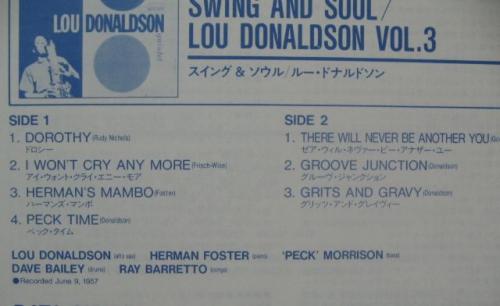 LOU DONALDSON
SWING AND SOUL/
LOU DONALDSON VOL.3
スイング & ソウル/ルー・ドナルドソン
SIDE 1
1. DOROTHY (Rudy Nichols)
ドロシー
2. I WON'T CRY ANY MORE (Frisch-Wise)
アイ・ウォント・クライ・エニー・モア
3. HERMAN'S MAMBO (Foster)
ハーマンズ・マンボ
4. PECK TIME (Donaldson)
ペック・タイム
SIDE 2
1. THERE WILL NEVER BE ANOTHER YOU
ゼア・ウィル・ネヴァー・ビー・アナザー・ユー
2. GROOVE JUNCTION (Donaldson)
グルーヴ・ジャンクション
3. GRITS AND GRAVY (Donaldson)
グリッツ・アンド・グレイヴィー
LOU DONALDSON (alto sax) HERMAN FOSTER (piano) 'PECK' MORRISON (bass)
DAVE BAILEY (drums) RAY BARRETTO (conga)
●Recorded June 9, 1957